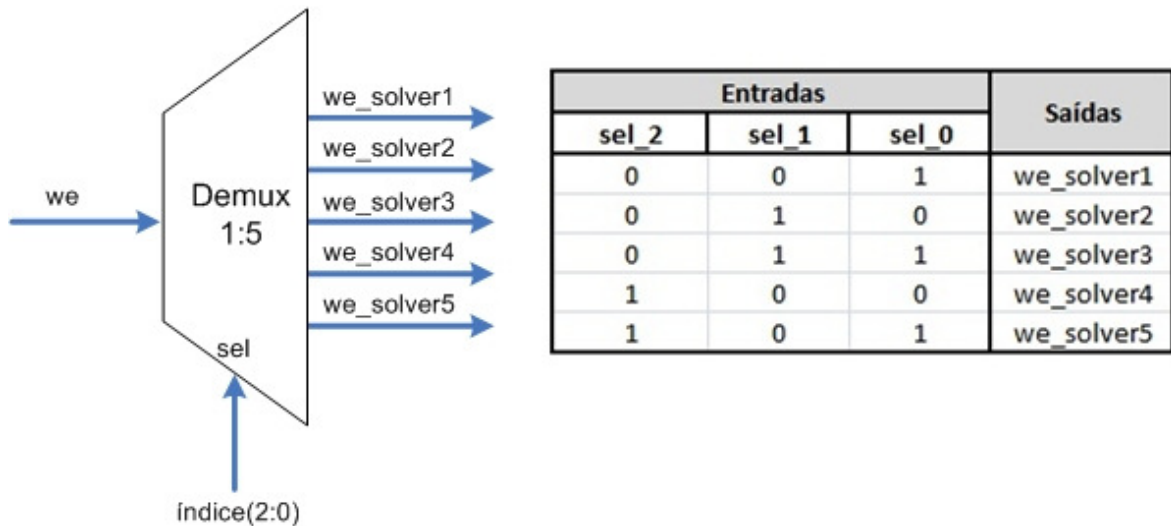 we
Demux
1:5
sel
índice(2:0)
we_solver1
we_solver2
we_solver3
we_solver4
we_solver5
Entradas Saídas
sel_2 sel_1 sel_0
0 0 1 we_solver1
0 1 0 we_solver2
0 1 1 we_solver3
1 0 0 we_solver4
1 0 1 we_solver5